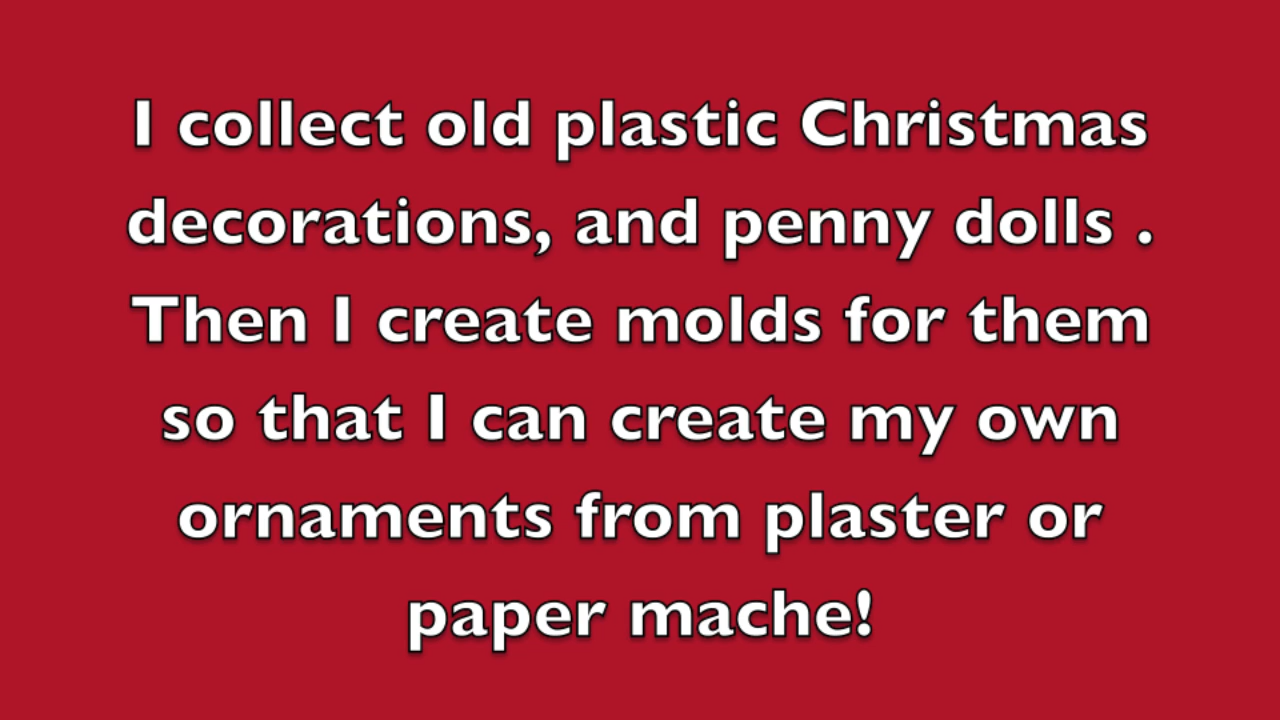 I collect old plastic Christmas
decorations, and penny dolls .
Then I create molds for them
so that I can create my own
ornaments from plaster or
paper mache!